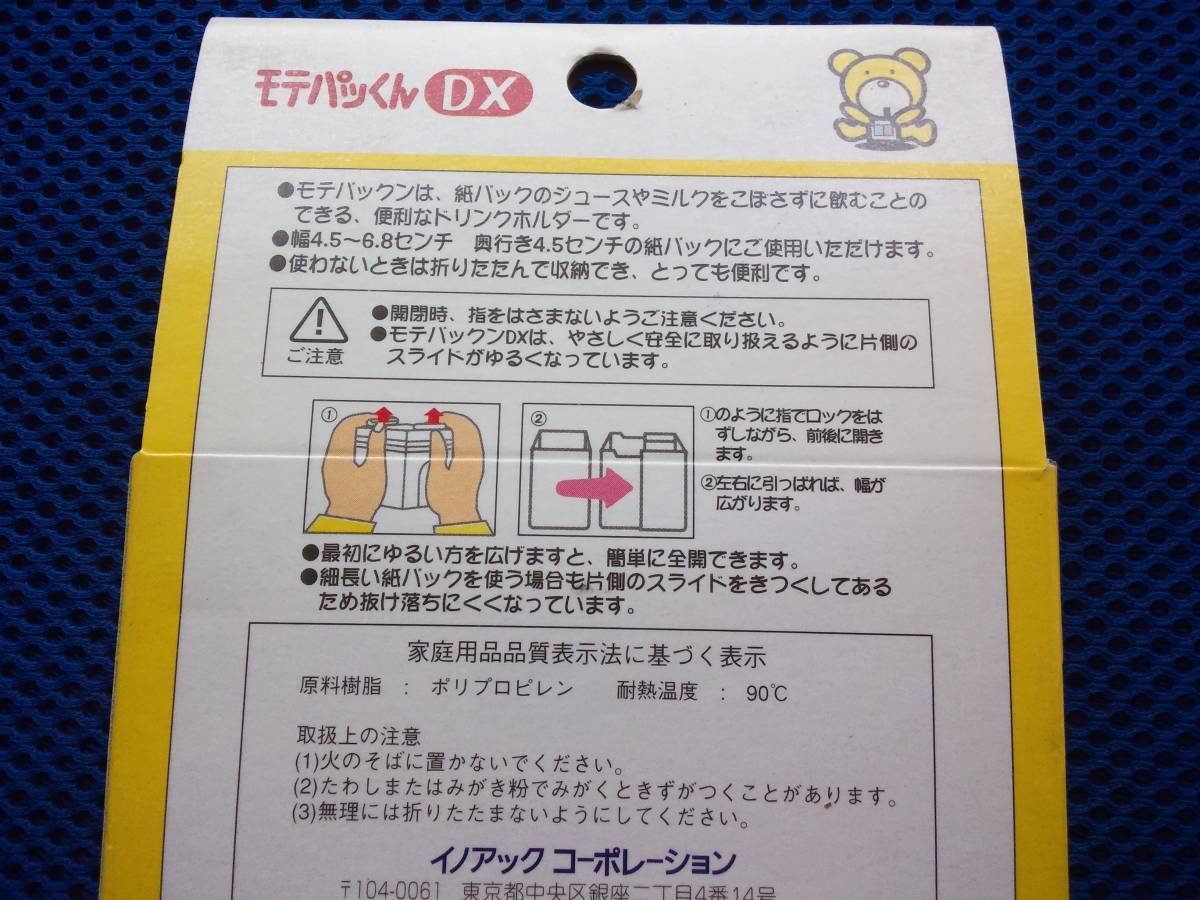 モテパッくん DX
●モテパックンは、紙パックのジュースやミルクをこぼさずに飲むことの
できる、便利なドリンクホルダーです。
●幅4.5〜6.8センチ 奥行き4.5センチの紙パックにご使用いただけます。
●使わないときは折りたたんで収納でき、とっても便利です。
ご注意
●開閉時、指をはさまないようご注意ください。
●モテパックンDXは、やさしく安全に取り扱えるように片側の
スライドがゆるくなっています。
①
②
①のように指でロックをは
ずしながら、前後に開き
ます。
②左右に引っぱれば、幅が
広がります。
●最初にゆるい方を広げますと、簡単に全開できます。
●細長い紙パックを使う場合も片側のスライドをきつくしてある
ため抜け落ちにくくなっています。
家庭用品品質表示法に基づく表示
原料樹脂 : ポリプロピレン 耐熱温度 : 90℃
取扱上の注意
(1)火のそばに置かないでください。
(2)たわしまたはみがき粉でみがくときずがつくことがあります。
(3)無理には折りたたまないようにしてください。
イノアック コーポレーション
〒104-0061 東京都中央区銀座二丁目4番14号